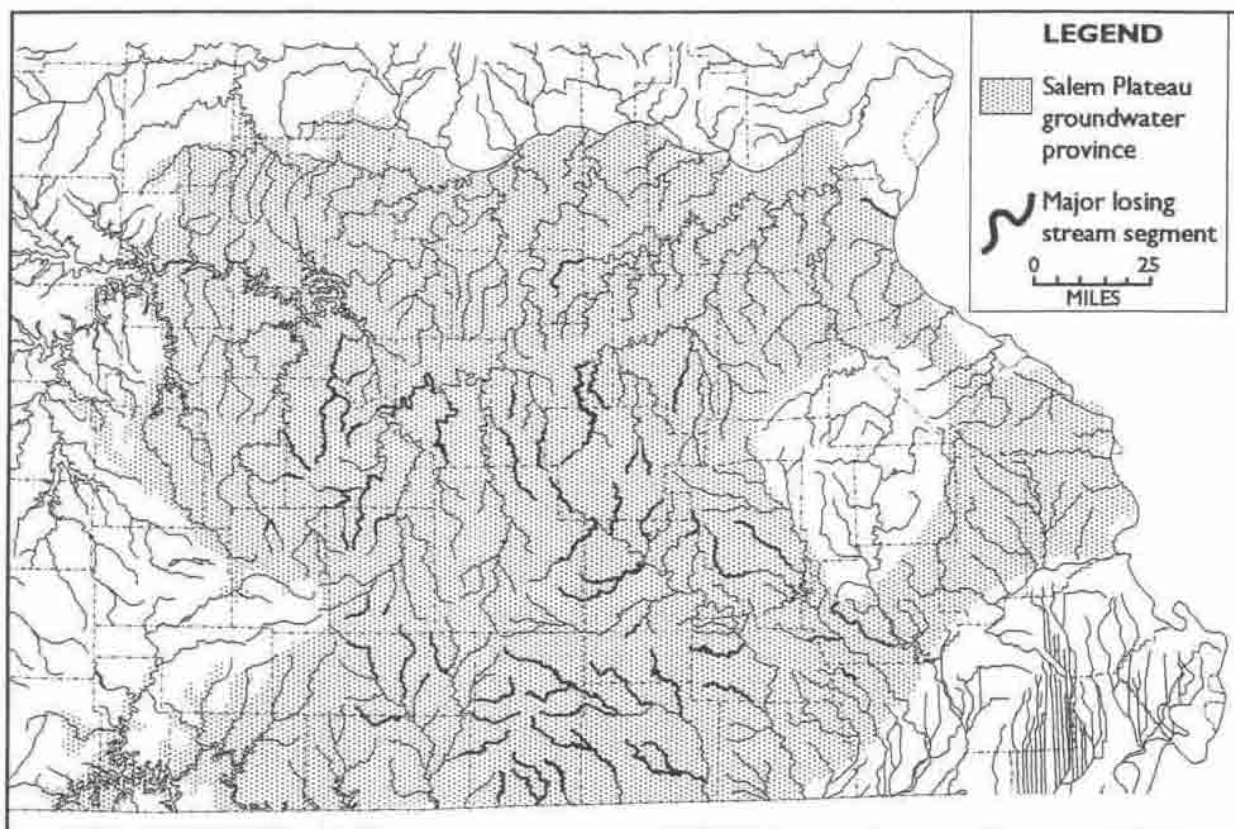 LEGEND
Salem Plateau
groundwater
province
Major losing
stream segment
0 25
MILES